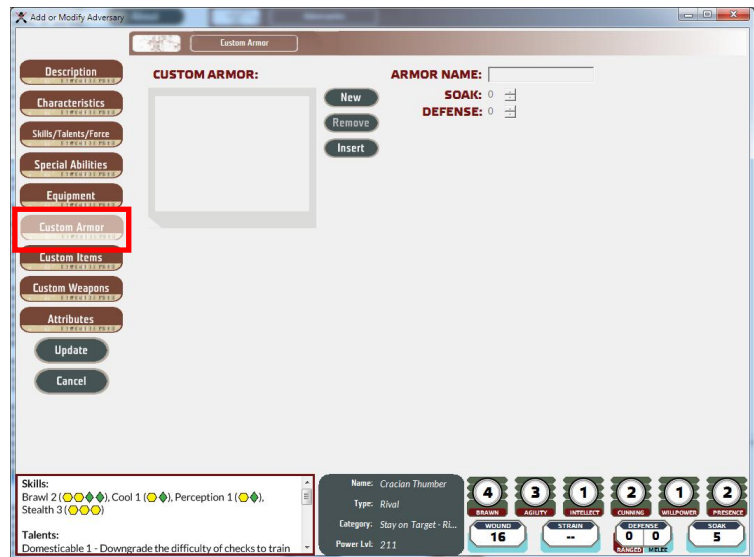 Add or Modify Adversary
Custom Armor
Description
Characteristics
Skills/Talents/Force
Special Abilities
Equipment
Custom Armor
Custom Items
Custom Weapons
Attributes
Update
Cancel
CUSTOM ARMOR:
New
Remove
Insert
ARMOR NAME:
SOAK: 0
DEFENSE: 0
Skills:
Brawl 2 (), Cool 1 (), Perception 1 (),
Stealth 3 ()
Talents:
Domesticable 1 - Downgrade the difficulty of checks to train
Name: Cracian Thumber
Type: Rival
Category: Stay on Target - Ri...
Power Lvl: 211
4 3 1 2 1 2
BRAWN AGILITY INTELLECT CUNNING WILLPOWER PRESENCE
WOUND STRAIN DEFENSE SOAK
16 -- 0 0 5
RANGED MELEE